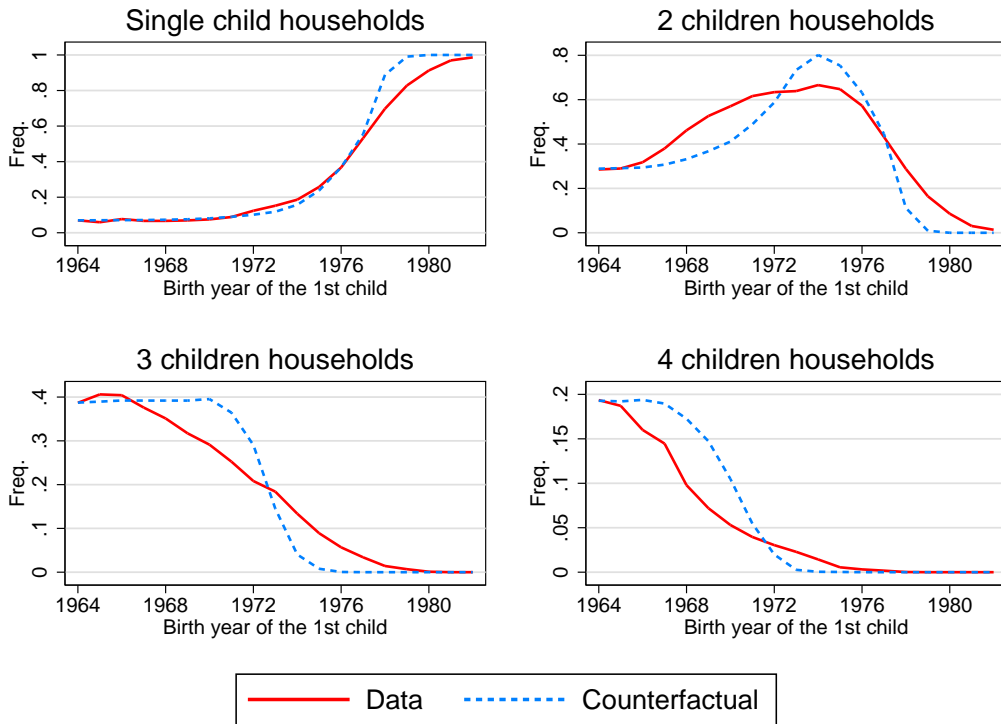 Single child households
Freq.
0 .2 .4 .6 .8 1
1964 1968 1972 1976 1980
Birth year of the 1st child
2 children households
Freq.
0 .2 .4 .6 .8
1964 1968 1972 1976 1980
Birth year of the 1st child
3 children households
Freq.
0 .1 .2 .3 .4
1964 1968 1972 1976 1980
Birth year of the 1st child
4 children households
Freq.
0 .05 .1 .15 .2
1964 1968 1972 1976 1980
Birth year of the 1st child
Data Counterfactual